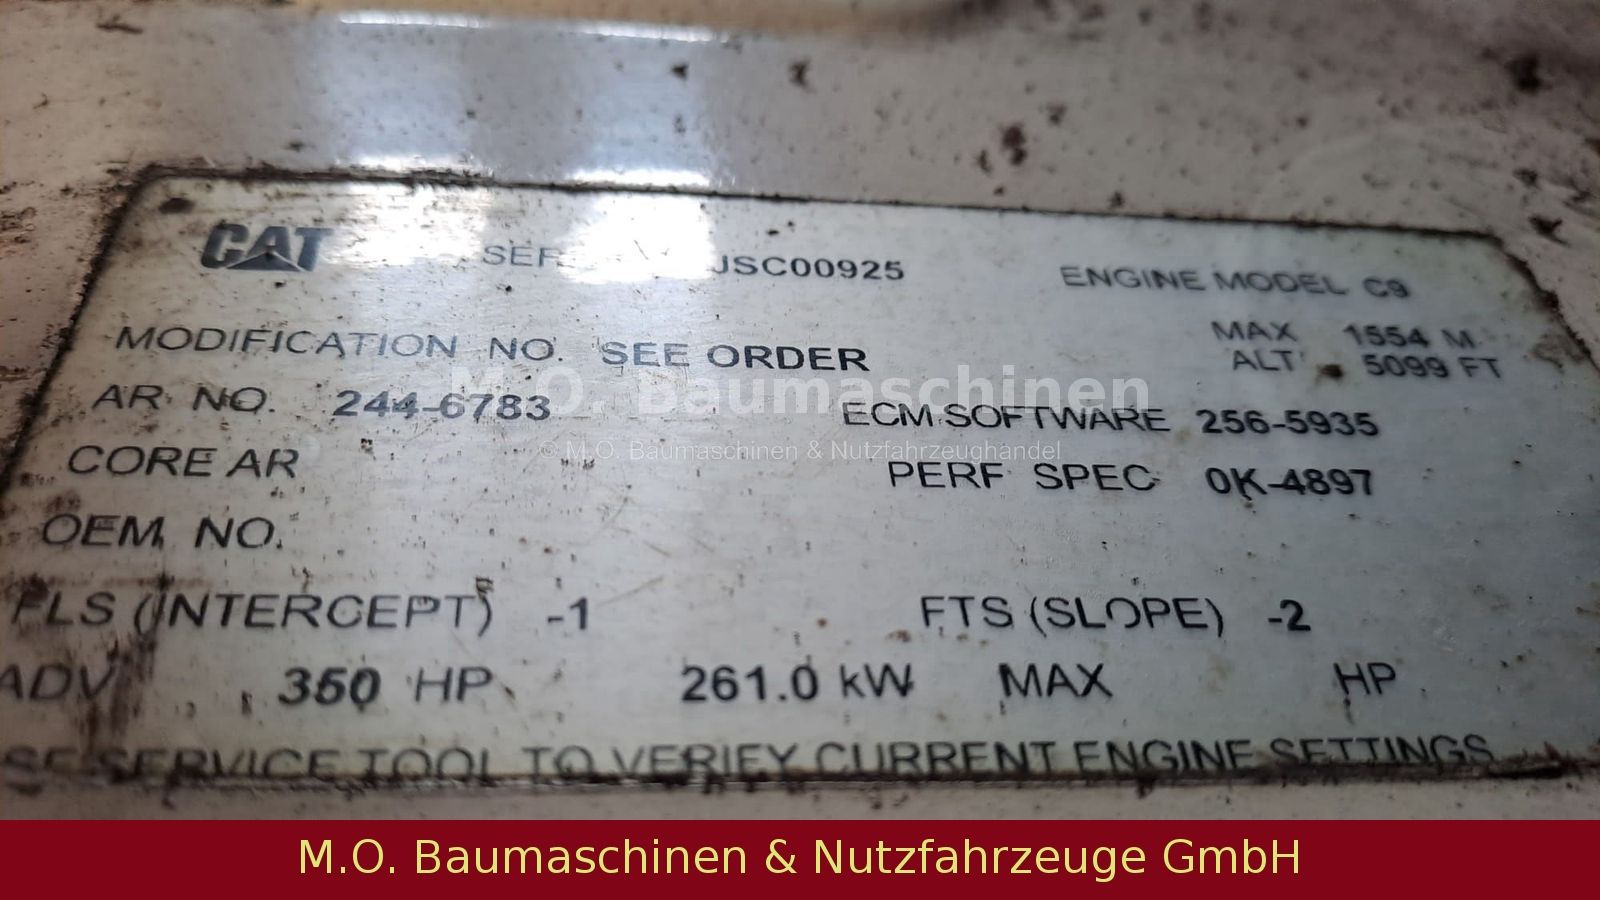 CAT JSC00925 ENGINE MODEL C9
MODIFICATION NO. SEE ORDER MAX ALT 1554 M 5099 FT
AR NO. 244-6783 ECM SOFTWARE 256-5935
CORE AR PERF SPEC 0K-4897
OEM NO.
FLS (INTERCEPT) -1 FTS (SLOPE) -2
ADV 350 HP 261.0 kW MAX HP
SERVICE TOOL TO VERIFY CURRENT ENGINE SETTINGS
M.O. Baumaschinen
© M.O. Baumaschinen & Nutzfahrzeughandel
M.O. Baumaschinen & Nutzfahrzeuge GmbH